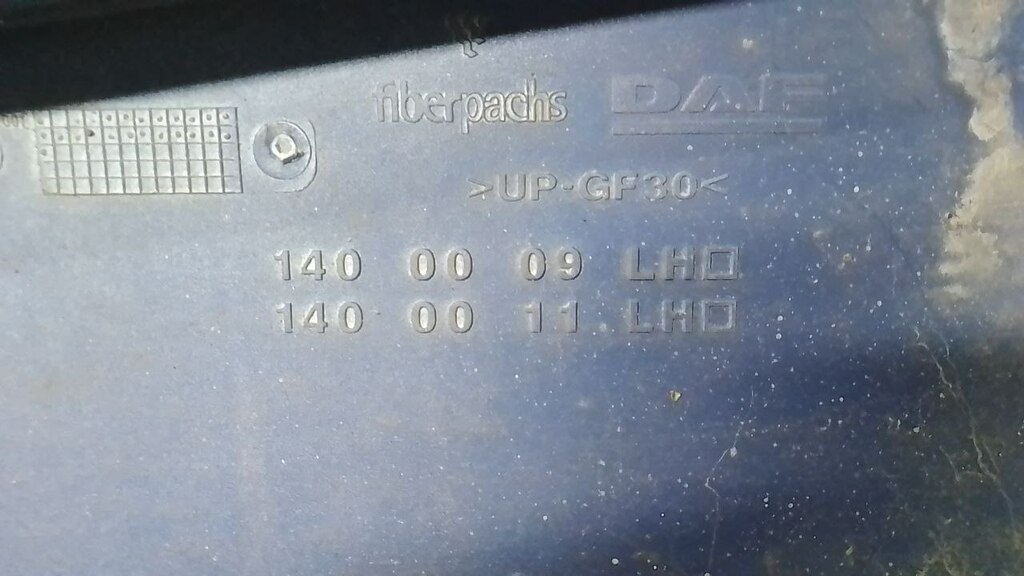 fiberpachs DAF
>UP-GF30<
140 00 09 LH□
140 00 11 LH□